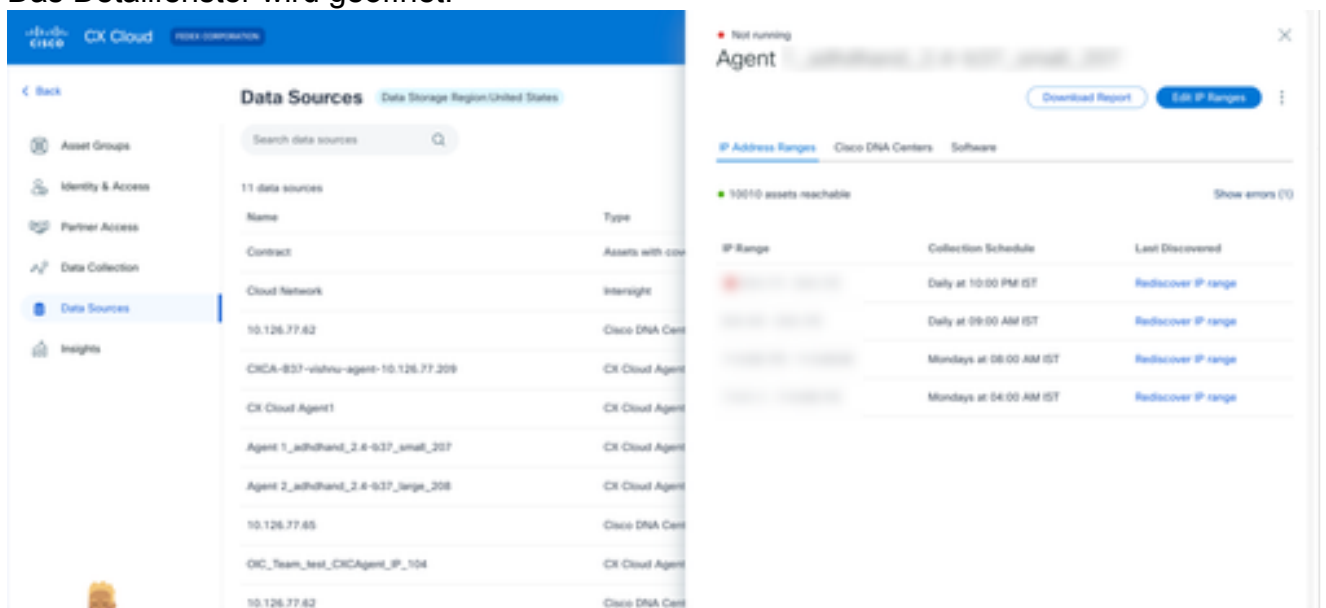 Das Detailfenster wird geöffnet.
CISCO CX Cloud FEDEX CORPORATION
< Back
Asset Groups
Identity & Access
Partner Access
Data Collection
Data Sources
Insights
Data Sources Data Storage Region:United States
Search data sources
11 data sources
Name Type
Contract Assets with cov
Cloud Network Intersight
10.126.77.62 Cisco DNA Cent
CXCA-B37-vishnu-agent-10.126.77.209 CX Cloud Agent
CX Cloud Agent1 CX Cloud Agent
Agent 1_adhdhand_2.4-b37_small_207 CX Cloud Agent
Agent 2_adhdhand_2.4-b37_large_208 CX Cloud Agent
10.126.77.65 Cisco DNA Cent
OIC_Team_test_CXCAgent_IP_104 CX Cloud Agent
10.126.77.62 Cisco DNA Cent
Not running
Agent
Download Report Edit IP Ranges
IP Address Ranges Cisco DNA Centers Software
10010 assets reachable Show errors (1)
IP Range Collection Schedule Last Discovered
Daily at 10:00 PM IST Rediscover IP range
Daily at 09:00 AM IST Rediscover IP range
Mondays at 08:00 AM IST Rediscover IP range
Mondays at 04:00 AM IST Rediscover IP range